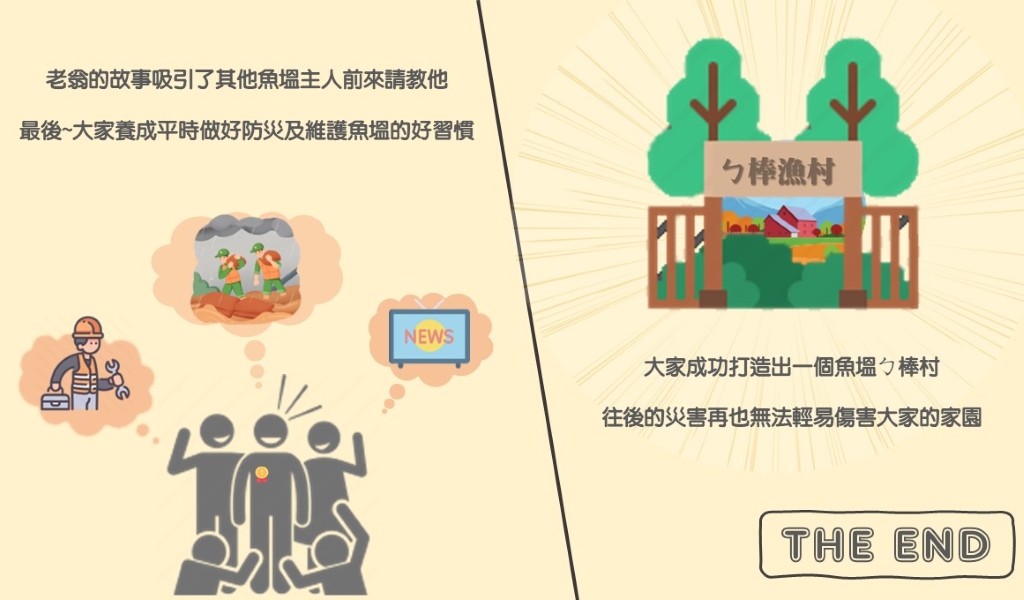 老翁的故事吸引了其他魚塭主人前來請教他
最後~大家養成平時做好防災及維護魚塭的好習慣
NEWS
ㄅ棒漁村
大家成功打造出一個魚塭ㄅ棒村
往後的災害再也無法輕易傷害大家的家園
THE END